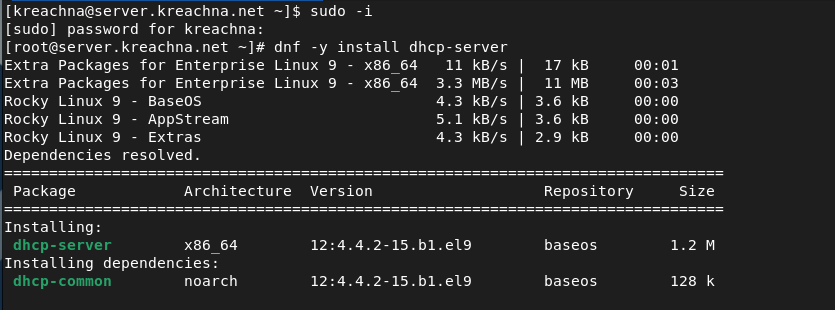 [kreachna@server.kreachna.net ~]$ sudo -i
[sudo] password for kreachna:
[root@server.kreachna.net ~]# dnf -y install dhcp-server
Extra Packages for Enterprise Linux 9 - x86_64   11 kB/s |  17 kB     00:01
Extra Packages for Enterprise Linux 9 - x86_64  3.3 MB/s |  11 MB     00:03
Rocky Linux 9 - BaseOS                          4.3 kB/s | 3.6 kB     00:00
Rocky Linux 9 - AppStream                       5.1 kB/s | 3.6 kB     00:00
Rocky Linux 9 - Extras                          4.3 kB/s | 2.9 kB     00:00
Dependencies resolved.
================================================================================
 Package            Architecture  Version                   Repository     Size
================================================================================
Installing:
 dhcp-server        x86_64        12:4.4.2-15.b1.el9        baseos        1.2 M
Installing dependencies:
 dhcp-common        noarch        12:4.4.2-15.b1.el9        baseos        128 k